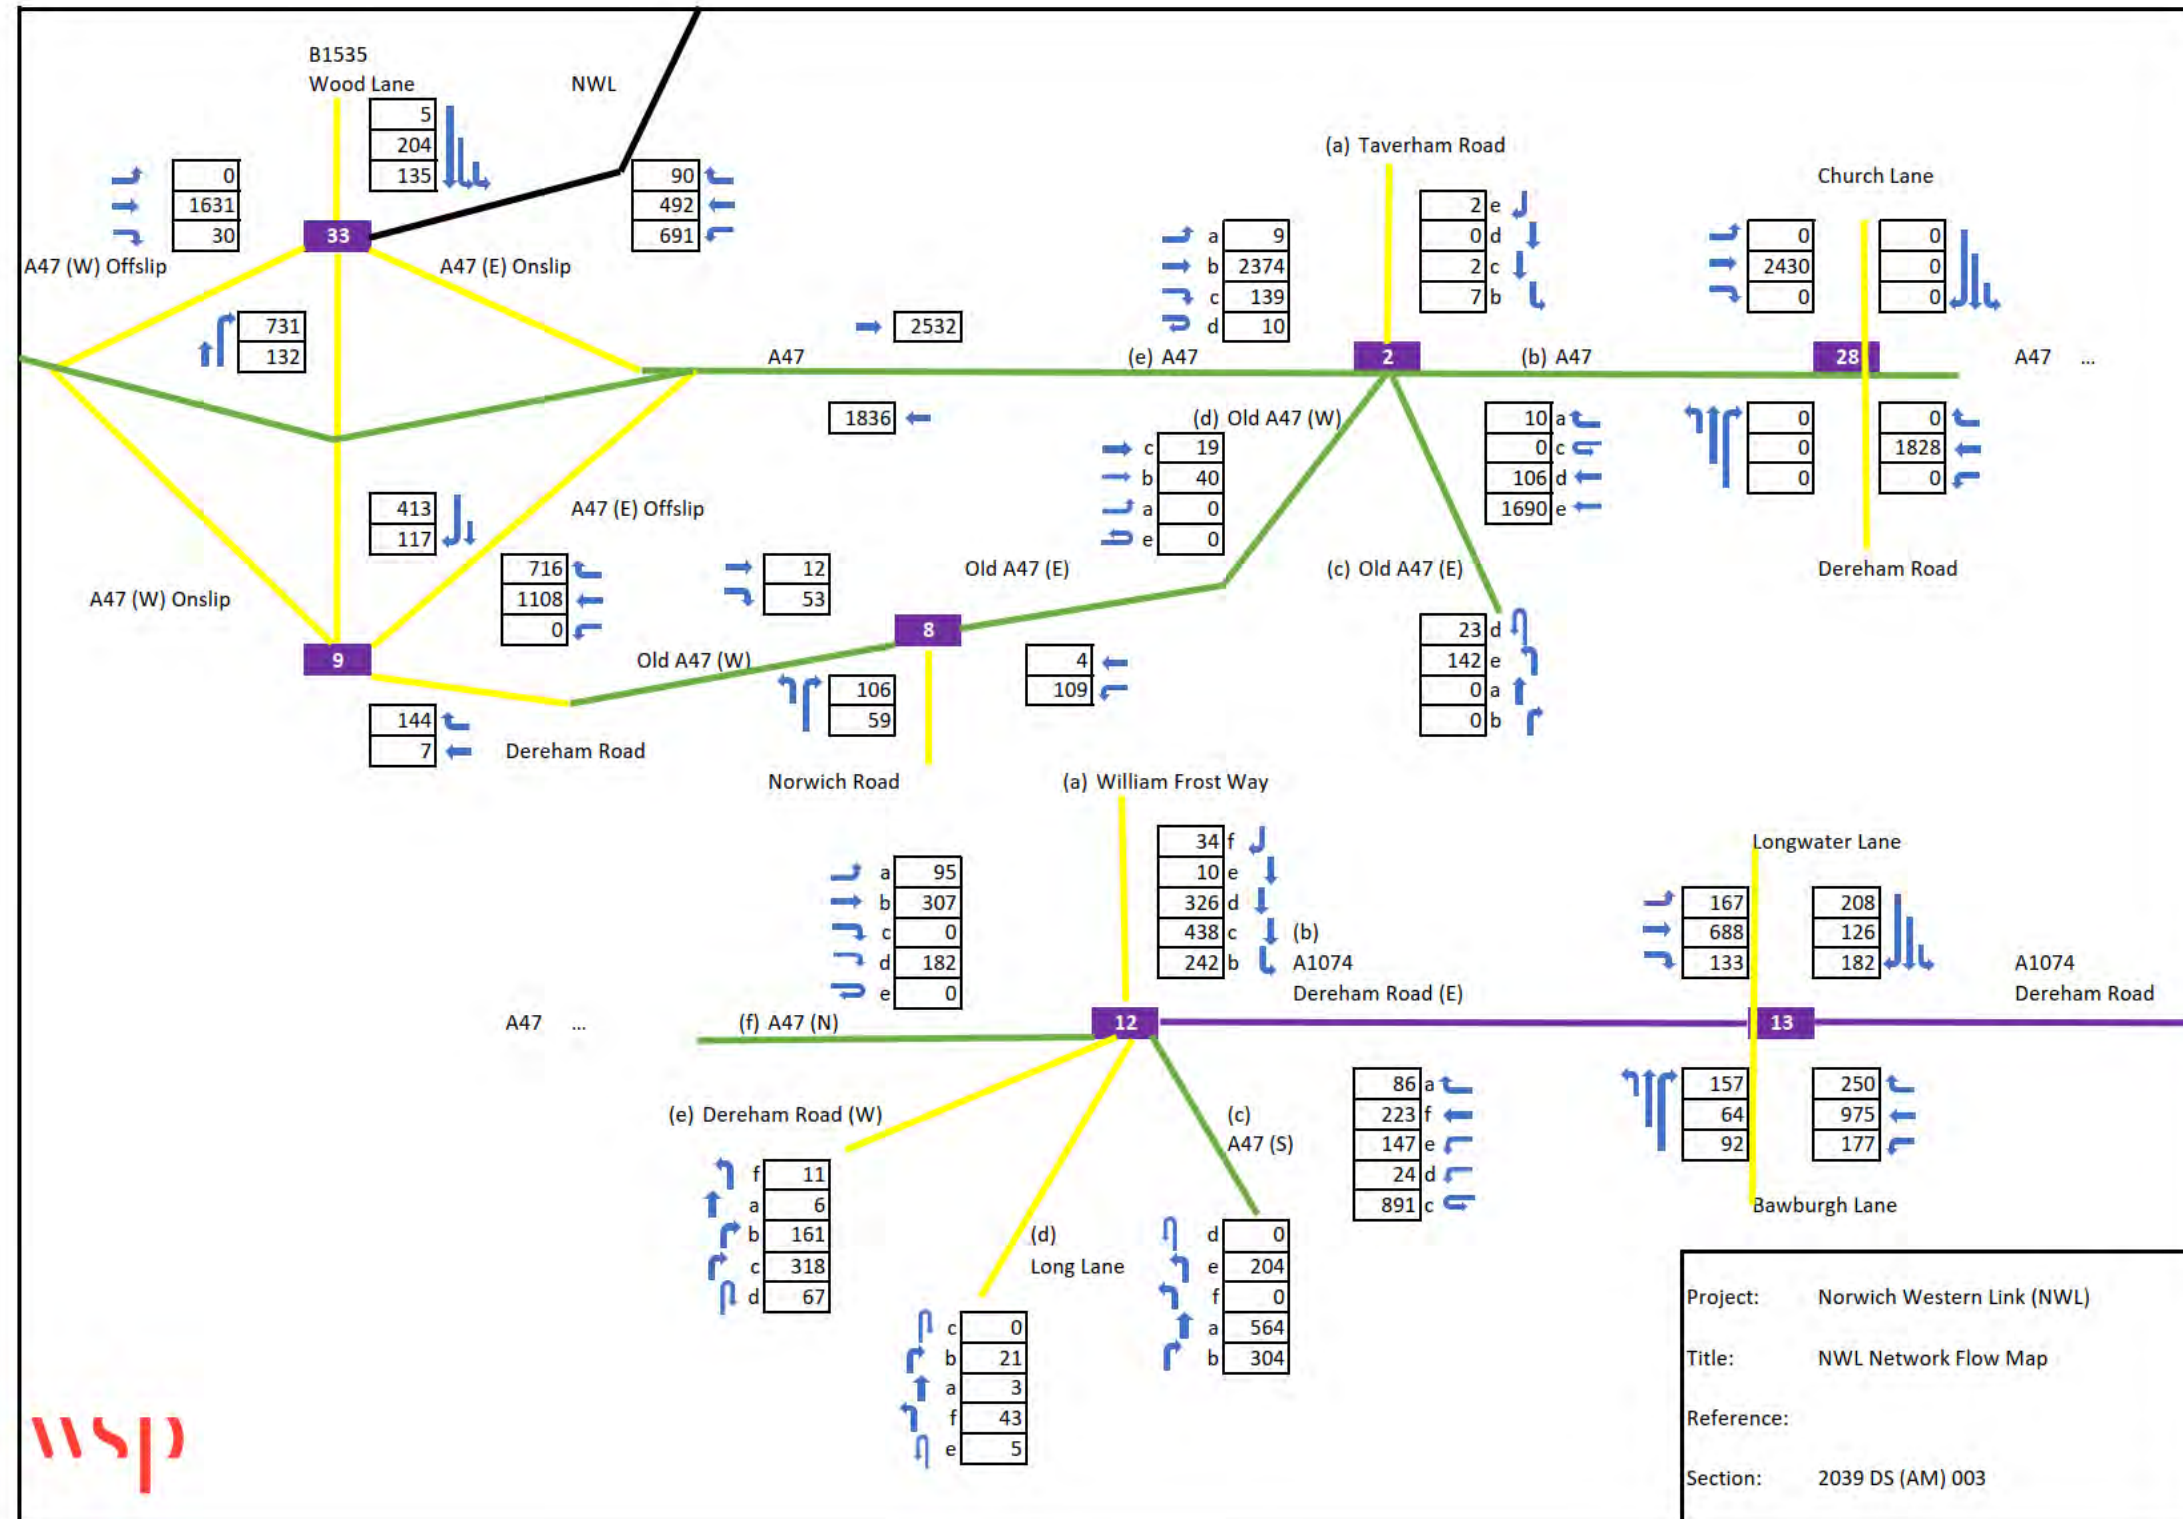 B1535
Wood Lane
NWL
5
204
135
0
1631
30
90
492
691
33
A47 (W) Offslip
A47 (E) Onslip
731
132
2532
A47
1836
(a) Taverham Road
2 e
0 d
2 c
7 b
a 9
b 2374
c 139
d 10
(e) A47
2
(b) A47
Church Lane
0
2430
0
0
0
0
28
A47 ...
0
0
0
0
1828
0
Dereham Road
(d) Old A47 (W)
c 19
b 40
a 0
e 0
10 a
0 c
106 d
1690 e
413
117
A47 (E) Offslip
A47 (W) Onslip
716
1108
0
12
53
Old A47 (E)
(c) Old A47 (E)
8
9
Old A47 (W)
4
109
106
59
23 d
142 e
0 a
0 b
144
7
Dereham Road
Norwich Road
(a) William Frost Way
34 f
10 e
326 d
438 c
242 b
a 95
b 307
c 0
d 182
e 0
(b)
A1074
Dereham Road (E)
Longwater Lane
167
688
133
208
126
182
A1074
Dereham Road
A47 ...
(f) A47 (N)
12
13
(e) Dereham Road (W)
f 11
a 6
b 161
c 318
d 67
(c)
A47 (S)
86 a
223 f
147 e
24 d
891 c
157
64
92
250
975
177
Bawburgh Lane
(d)
Long Lane
d 0
e 204
f 0
a 564
b 304
c 0
b 21
a 3
f 43
e 5
Project: Norwich Western Link (NWL)
Title: NWL Network Flow Map
Reference:
Section: 2039 DS (AM) 003
wsp